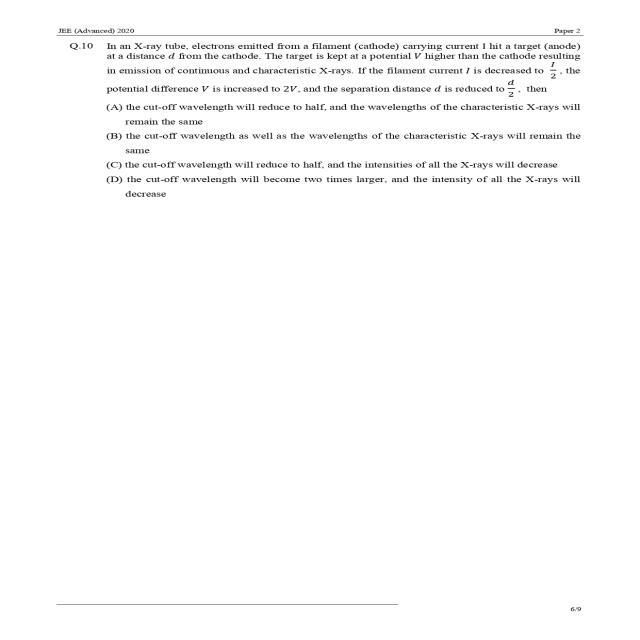 JEE (Advanced) 2020 Paper 2
Q.10 In an X-ray tube, electrons emitted from a filament (cathode) carrying current I hit a target (anode)
at a distance d from the cathode. The target is kept at a potential V higher than the cathode resulting
in emission of continuous and characteristic X-rays. If the filament current I is decreased to I/2, the
potential difference V is increased to 2V, and the separation distance d is reduced to d/2, then
(A) the cut-off wavelength will reduce to half, and the wavelengths of the characteristic X-rays will
remain the same
(B) the cut-off wavelength as well as the wavelengths of the characteristic X-rays will remain the
same
(C) the cut-off wavelength will reduce to half, and the intensities of all the X-rays will decrease
(D) the cut-off wavelength will become two times larger, and the intensity of all the X-rays will
decrease
6/9